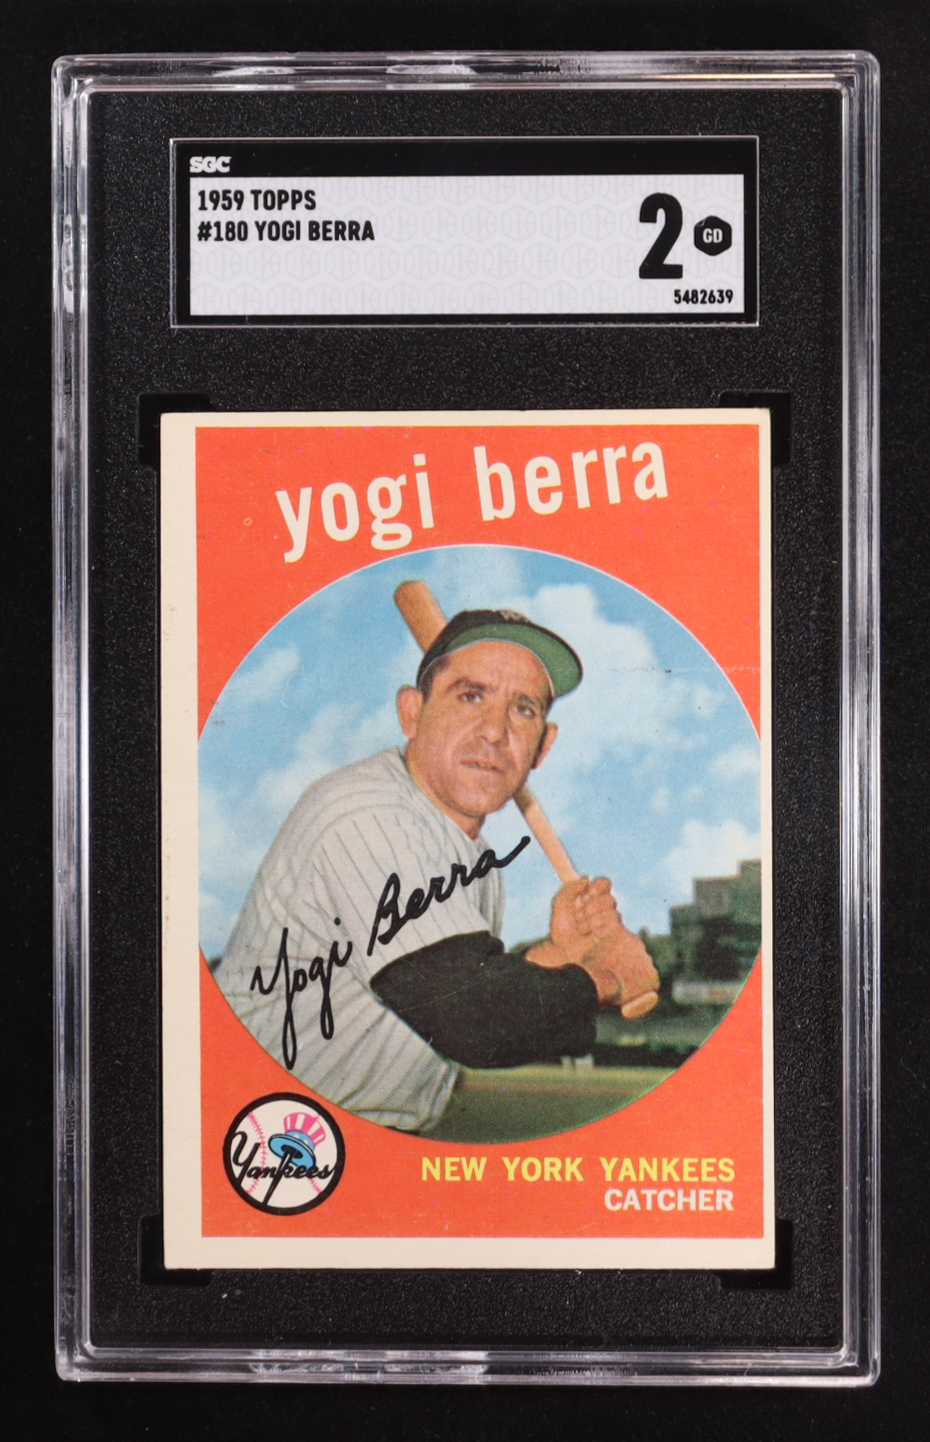 SGC
1959 TOPPS
#180 YOGI BERRA
2 GD
5482639
yogi berra
Yogi Berra
Yankees
NEW YORK YANKEES
CATCHER